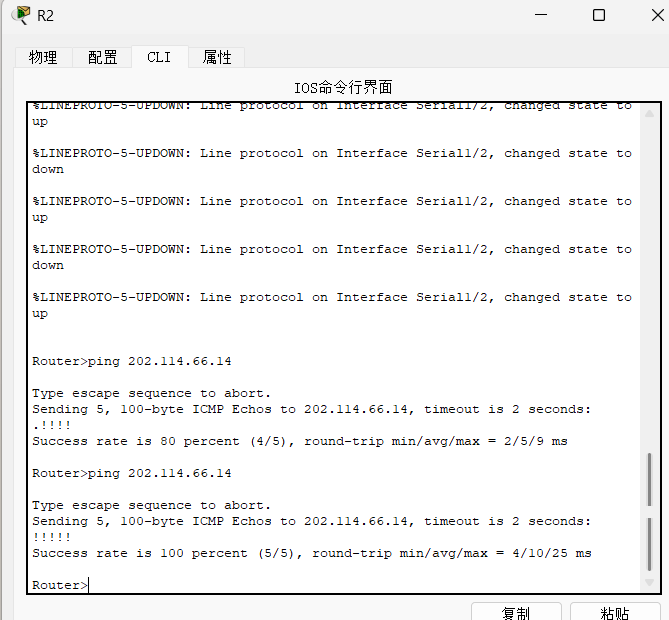 R2
物理 配置 CLI 属性
IOS命令行界面
%LINEPROTO-5-UPDOWN: Line protocol on Interface Serial1/2, changed state to
up
%LINEPROTO-5-UPDOWN: Line protocol on Interface Serial1/2, changed state to
down
%LINEPROTO-5-UPDOWN: Line protocol on Interface Serial1/2, changed state to
up
%LINEPROTO-5-UPDOWN: Line protocol on Interface Serial1/2, changed state to
down
%LINEPROTO-5-UPDOWN: Line protocol on Interface Serial1/2, changed state to
up
Router>ping 202.114.66.14
Type escape sequence to abort.
Sending 5, 100-byte ICMP Echos to 202.114.66.14, timeout is 2 seconds:
.!!!!
Success rate is 80 percent (4/5), round-trip min/avg/max = 2/5/9 ms
Router>ping 202.114.66.14
Type escape sequence to abort.
Sending 5, 100-byte ICMP Echos to 202.114.66.14, timeout is 2 seconds:
!!!!!
Success rate is 100 percent (5/5), round-trip min/avg/max = 4/10/25 ms
Router>
复制 粘贴